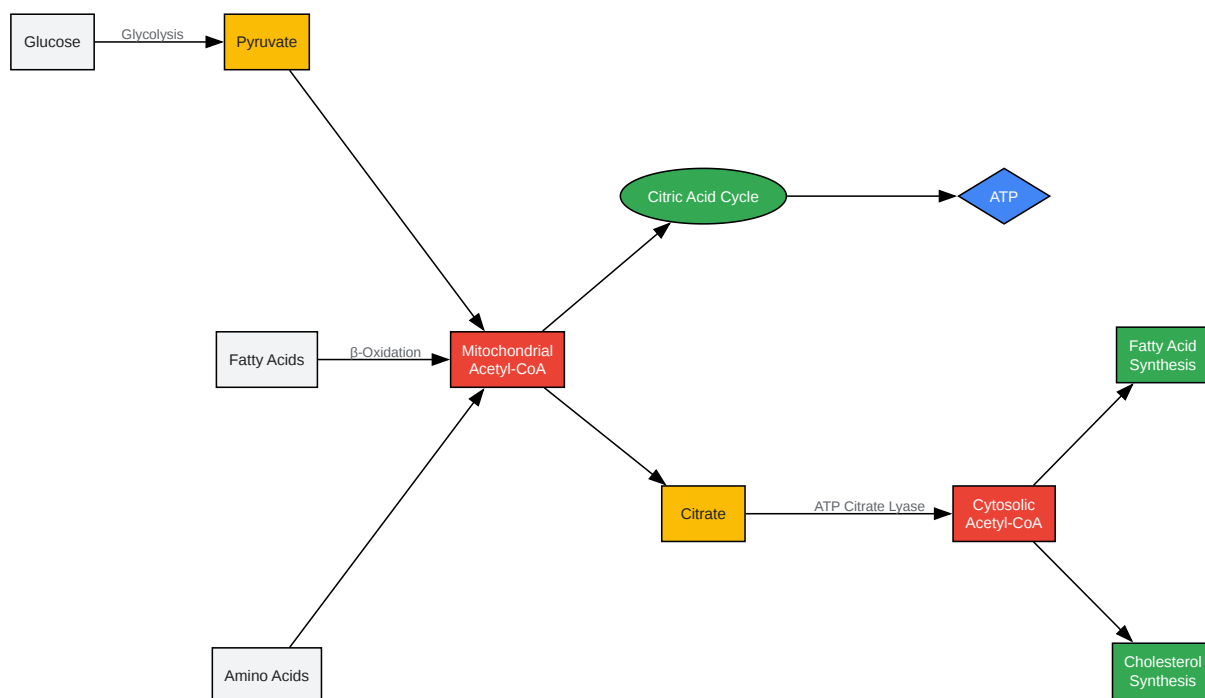 Glucose
Glycolysis
Pyruvate
Citric Acid Cycle
ATP
Fatty Acids
β-Oxidation
Mitochondrial
Acetyl-CoA
Fatty Acid
Synthesis
Citrate
ATP Citrate Lyase
Cytosolic
Acetyl-CoA
Amino Acids
Cholesterol
Synthesis